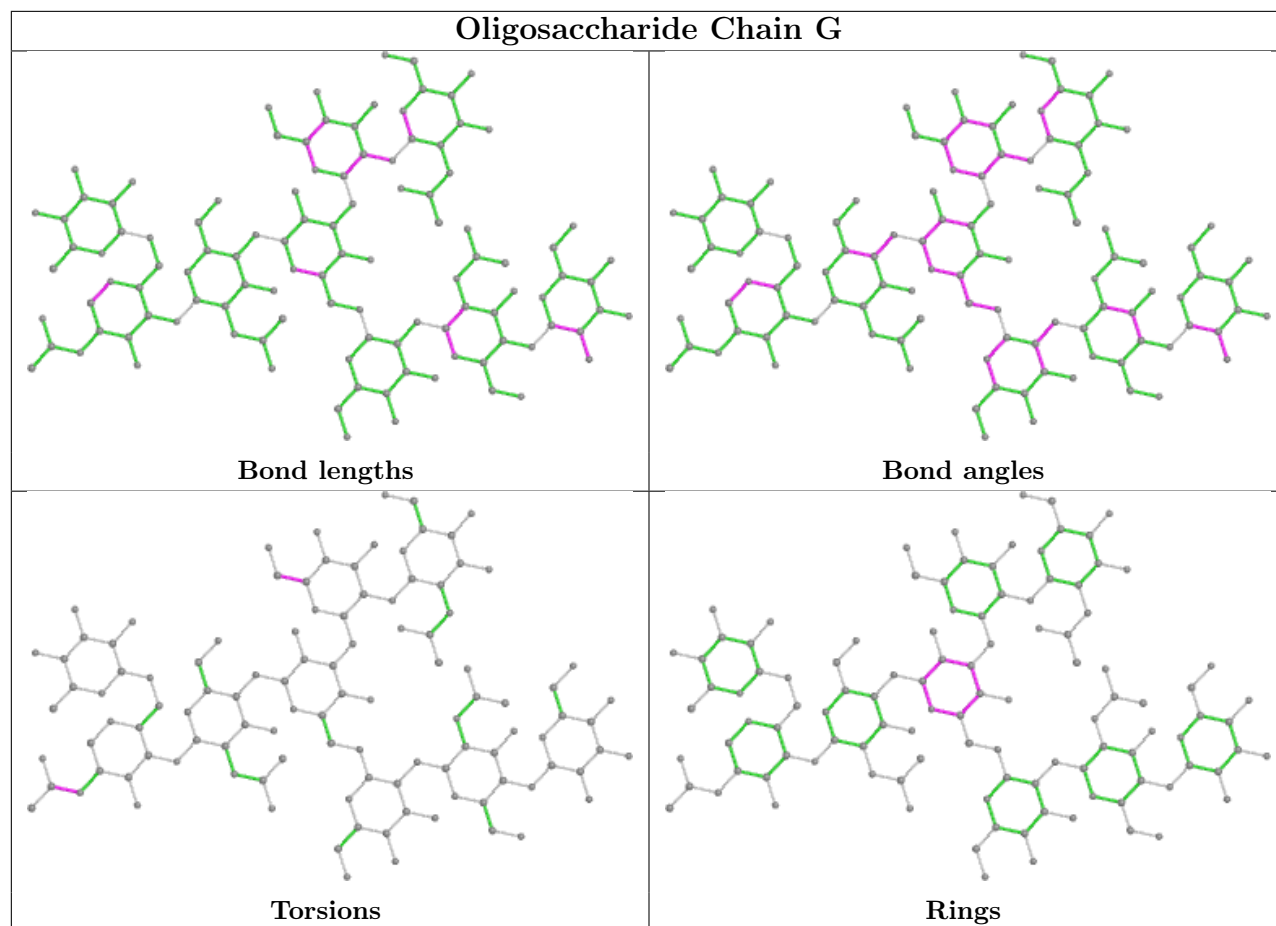 Oligosaccharide Chain G
Bond lengths
Bond angles
Torsions
Rings